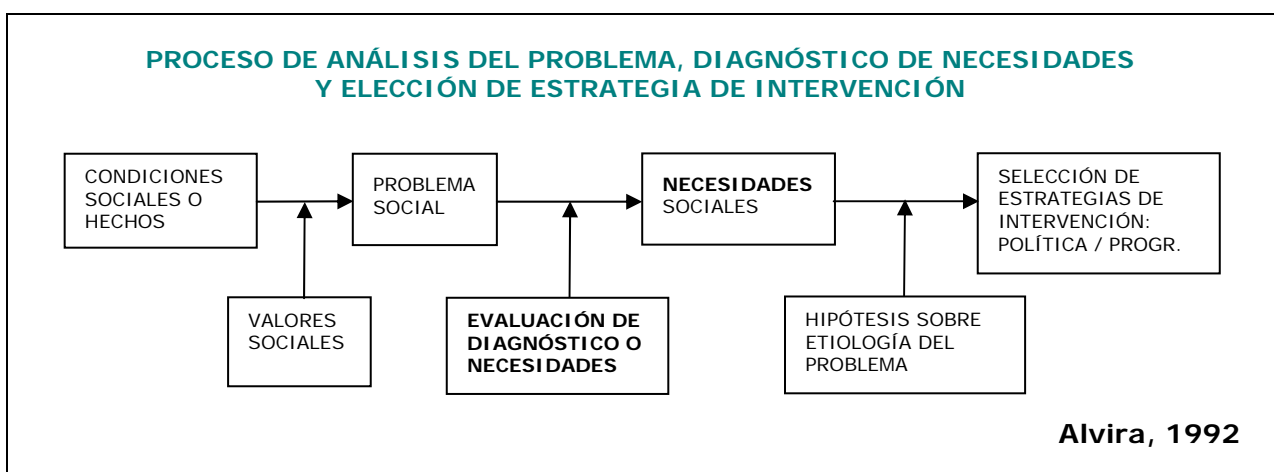 PROCESO DE ANÁLISIS DEL PROBLEMA, DIAGNÓSTICO DE NECESIDADES
Y ELECCIÓN DE ESTRATEGIA DE INTERVENCIÓN
CONDICIONES
SOCIALES O
HECHOS
PROBLEMA
SOCIAL
NECESIDADES
SOCIALES
SELECCIÓN DE
ESTRATEGIAS DE
INTERVENCIÓN:
POLÍTICA / PROGR.
VALORES
SOCIALES
EVALUACIÓN DE
DIAGNÓSTICO O
NECESIDADES
HIPÓTESIS SOBRE
ETIOLOGÍA DEL
PROBLEMA
Alvira, 1992